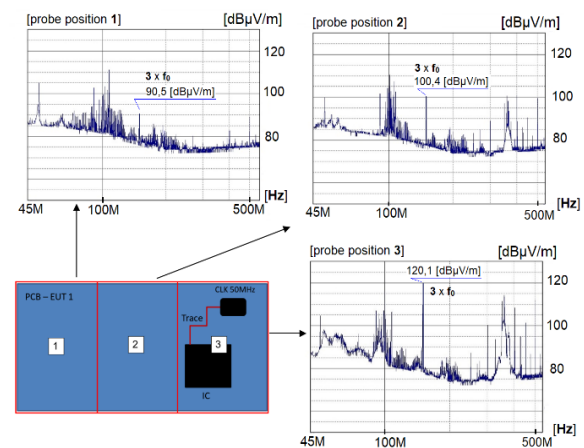 [probe position 1]
[dBµV/m]
120
100
80
3 x f₀
90,5 [dBµV/m]
[Hz]
45M
100M
500M
[probe position 2]
[dBµV/m]
120
100
80
3 x f₀
100,4 [dBµV/m]
[Hz]
45M
100M
500M
PCB – EUT 1
CLK 50MHz
Trace
1
2
3
IC
[probe position 3]
[dBµV/m]
120
100
80
120,1 [dBµV/m]
3 x f₀
[Hz]
45M
100M
500M